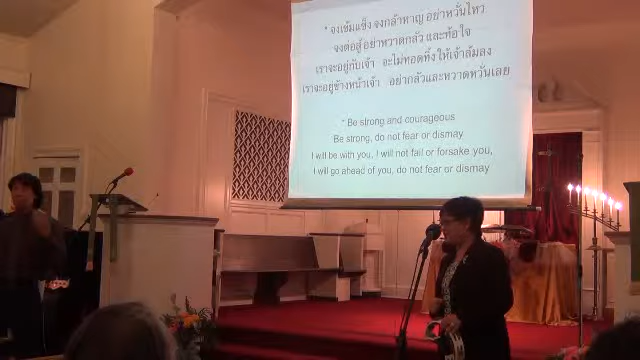 * จงเข้มแข็ง จงกล้าหาญ อย่าหวั่นไหว
จงต่อสู้ อย่าหวาดกลัว และท้อใจ
เราจะอยู่กับเจ้า จะไม่ทอดทิ้งให้เจ้าล้มลง
เราจะอยู่ข้างหน้าเจ้า อย่ากลัวและหวาดหวั่นเลย
* Be strong and courageous
Be strong, do not fear or dismay
I will be with you, I will not fail or forsake you,
I will go ahead of you, do not fear or dismay